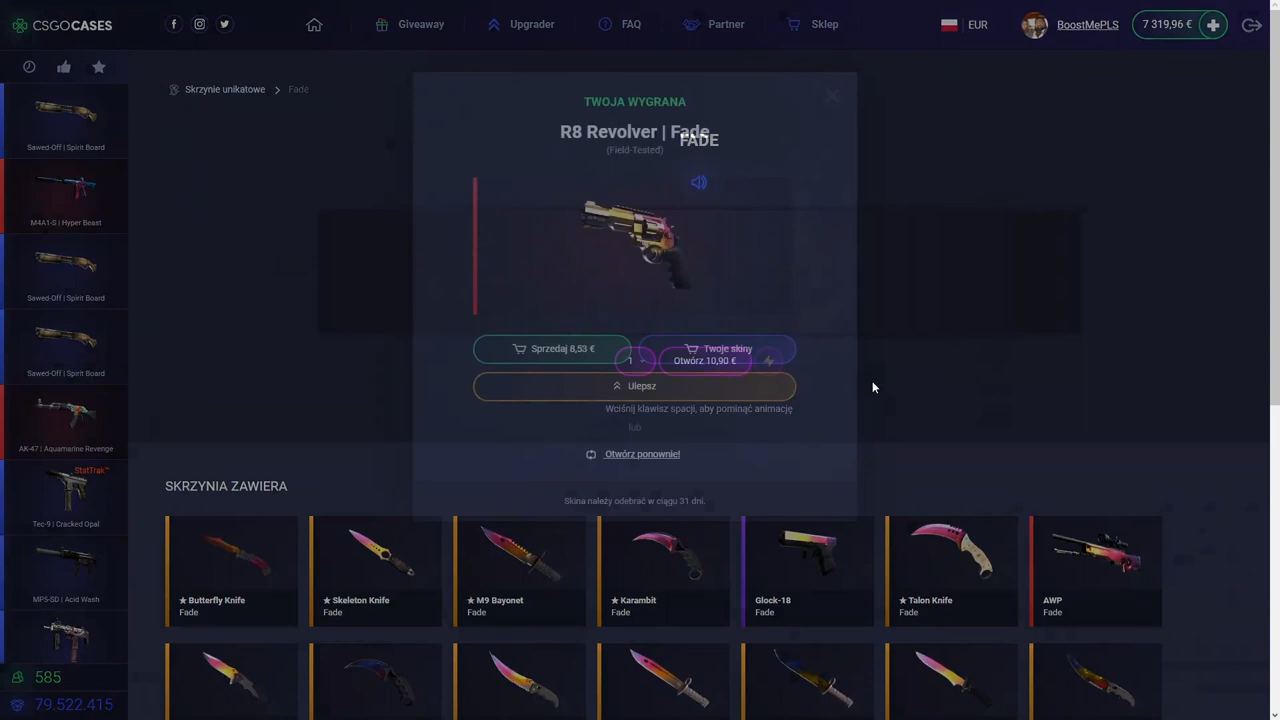 CSGOCASES
Giveaway
Upgrader
FAQ
Partner
Sklep
EUR
BoostMePLS
7 319,96 €
Skrzynie unikatowe > Fade
Sawed-Off | Spirit Board
M4A1-S | Hyper Beast
Sawed-Off | Spirit Board
Sawed-Off | Spirit Board
AK-47 | Aquamarine Revenge
StatTrak™
Tec-9 | Cracked Opal
MP5-SD | Acid Wash
585
79.522.415
TWOJA WYGRANA
R8 Revolver | Fade
FADE
(Field-Tested)
Sprzedaj 8,53 €
Twoje skiny
1
Otwórz 10,90 €
Ulepsz
Wciśnij klawisz spacji, aby pominąć animację
lub
Otwórz ponownie!
Skina należy odebrać w ciągu 31 dni.
SKRZYNIA ZAWIERA
★ Butterfly Knife
Fade
★ Skeleton Knife
Fade
★ M9 Bayonet
Fade
★ Karambit
Fade
Glock-18
Fade
★ Talon Knife
Fade
AWP
Fade